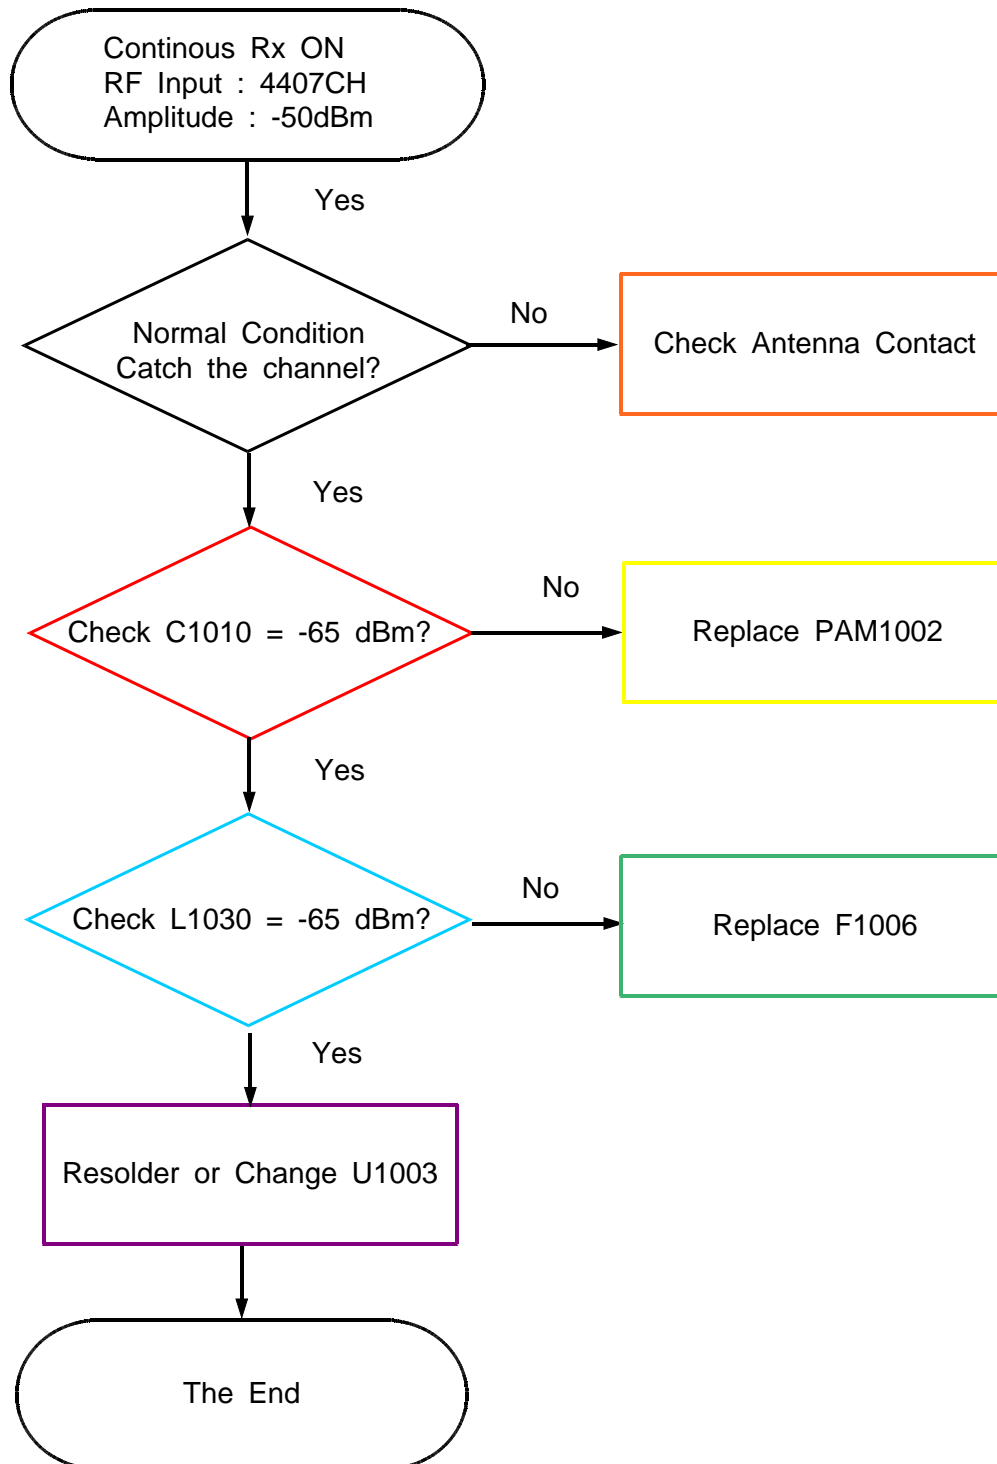 Continous Rx ON
RF Input : 4407CH
Amplitude : -50dBm
Yes
Normal Condition
Catch the channel?
No
Check Antenna Contact
Yes
Check C1010 = -65 dBm?
No
Replace PAM1002
Yes
Check L1030 = -65 dBm?
No
Replace F1006
Yes
Resolder or Change U1003
The End